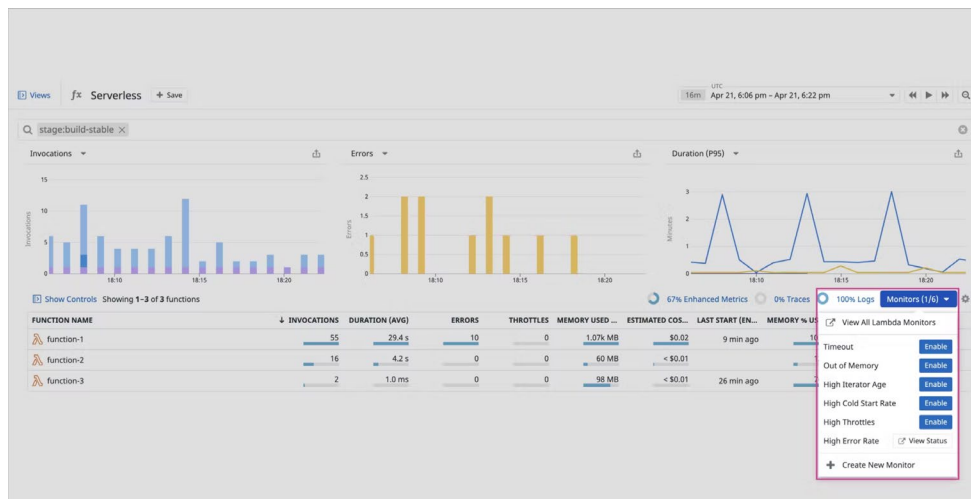 Views
fx Serverless
+ Save
UTC
16m Apr 21, 6:06 pm – Apr 21, 6:22 pm
stage:build-stable
Invocations
Errors
Duration (P95)
15
10
5
0
Invocations
18:10 18:15 18:20
2.5
2
1.5
1
0.5
0
Errors
18:10 18:15 18:20
3
2
1
0
Minutes
18:10 18:15 18:20
Show Controls Showing 1–3 of 3 functions
67% Enhanced Metrics 0% Traces 100% Logs Monitors (1/6)
FUNCTION NAME ↓ INVOCATIONS DURATION (AVG) ERRORS THROTTLES MEMORY USED ... ESTIMATED COS... LAST START (EN... MEMORY % US
function-1 55 29.4 s 10 0 1.07k MB $0.02 9 min ago 10
function-2 16 4.2 s 0 0 60 MB < $0.01
function-3 2 1.0 ms 0 0 98 MB < $0.01 26 min ago
View All Lambda Monitors
Timeout Enable
Out of Memory Enable
High Iterator Age Enable
High Cold Start Rate Enable
High Throttles Enable
High Error Rate View Status
+ Create New Monitor